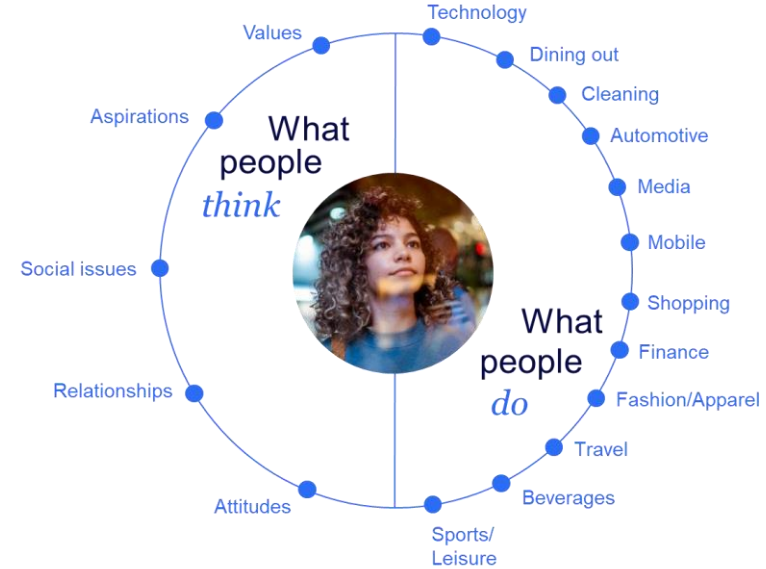 Technology
Values
Dining out
Cleaning
Aspirations
What
people
think
Automotive
Media
Mobile
Social issues
Shopping
What
people
do
Finance
Relationships
Fashion/Apparel
Travel
Attitudes
Beverages
Sports/
Leisure